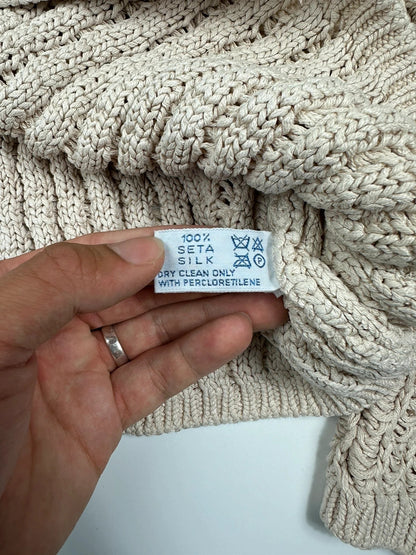 100%
SETA
SILK
DRY CLEAN ONLY
WITH PERCLORETILENE
P